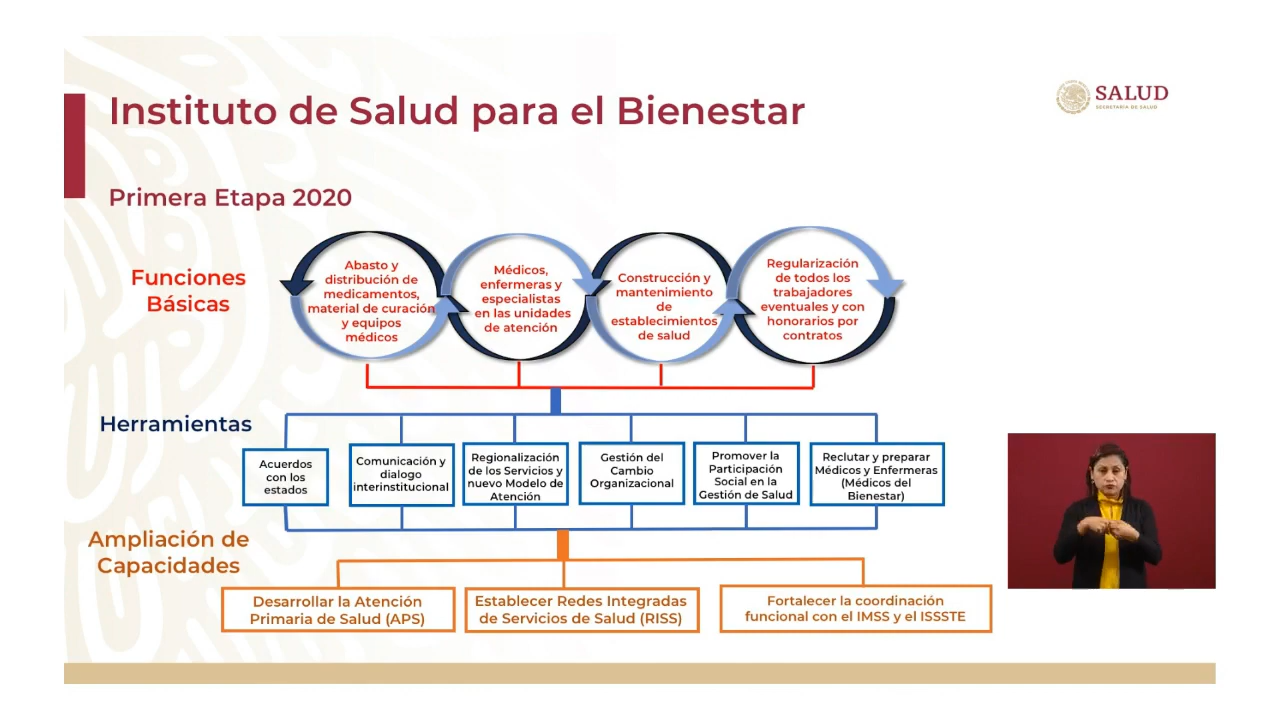 Instituto de Salud para el Bienestar
SALUD
SECRETARÍA DE SALUD
Primera Etapa 2020
Funciones
Básicas
Abasto y
distribución de
medicamentos,
material de curación
y equipos
médicos
Médicos,
enfermeras y
especialistas
en las unidades
de atención
Construcción y
mantenimiento
de
establecimientos
de salud
Regularización
de todos los
trabajadores
eventuales y con
honorarios por
contratos
Herramientas
Acuerdos
con los
estados
Comunicación y
dialogo
interinstitucional
Regionalización
de los Servicios y
nuevo Modelo de
Atención
Gestión del
Cambio
Organizacional
Promover la
Participación
Social en la
Gestión de Salud
Reclutar y preparar
Médicos y Enfermeras
(Médicos del
Bienestar)
Ampliación de
Capacidades
Desarrollar la Atención
Primaria de Salud (APS)
Establecer Redes Integradas
de Servicios de Salud (RISS)
Fortalecer la coordinación
funcional con el IMSS y el ISSSTE